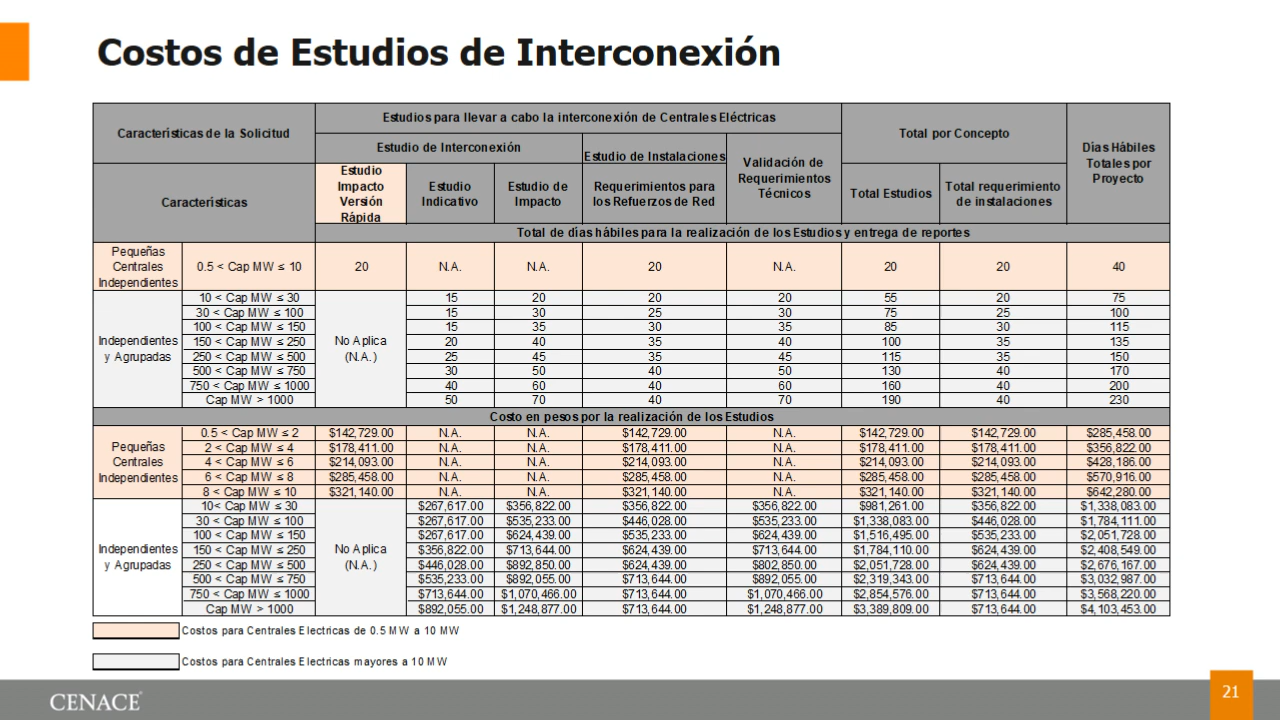 Costos de Estudios de Interconexión
Características de la Solicitud
Estudios para llevar a cabo la interconexión de Centrales Eléctricas
Total por Concepto
Días Hábiles
Totales por
Proyecto
Estudio de Interconexión
Estudio de Instalaciones
Validación de
Requerimientos
Técnicos
Características
Estudio
Impacto
Versión
Rápida
Estudio
Indicativo
Estudio de
Impacto
Requerimientos para
los Refuerzos de Red
Total Estudios
Total requerimiento
de instalaciones
Total de días hábiles para la realización de los Estudios y entrega de reportes
Pequeñas
Centrales
Independientes
0.5 < Cap MW ≤ 10 20 N.A. N.A. 20 N.A. 20 20 40
Independientes
y Agrupadas
No Aplica
(N.A.)
10 < Cap MW ≤ 30 15 20 20 20 55 20 75
30 < Cap MW ≤ 100 15 30 25 30 75 25 100
100 < Cap MW ≤ 150 15 35 30 35 85 30 115
150 < Cap MW ≤ 250 20 40 35 40 100 35 135
250 < Cap MW ≤ 500 25 45 35 45 115 35 150
500 < Cap MW ≤ 750 30 50 40 50 130 40 170
750 < Cap MW ≤ 1000 40 60 40 60 160 40 200
Cap MW > 1000 50 70 40 70 190 40 230
Costo en pesos por la realización de los Estudios
Pequeñas
Centrales
Independientes
0.5 < Cap MW ≤ 2 $142,729.00 N.A. N.A. $142,729.00 N.A. $142,729.00 $142,729.00 $285,458.00
2 < Cap MW ≤ 4 $178,411.00 N.A. N.A. $178,411.00 N.A. $178,411.00 $178,411.00 $356,822.00
4 < Cap MW ≤ 6 $214,093.00 N.A. N.A. $214,093.00 N.A. $214,093.00 $214,093.00 $428,186.00
6 < Cap MW ≤ 8 $285,458.00 N.A. N.A. $285,458.00 N.A. $285,458.00 $285,458.00 $570,916.00
8 < Cap MW ≤ 10 $321,140.00 N.A. N.A. $321,140.00 N.A. $321,140.00 $321,140.00 $642,280.00
Independientes
y Agrupadas
No Aplica
(N.A.)
10< Cap MW ≤ 30 $267,617.00 $356,822.00 $356,822.00 $356,822.00 $981,261.00 $356,822.00 $1,338,083.00
30 < Cap MW ≤ 100 $267,617.00 $535,233.00 $446,028.00 $535,233.00 $1,338,083.00 $446,028.00 $1,784,111.00
100 < Cap MW ≤ 150 $267,617.00 $624,439.00 $535,233.00 $624,439.00 $1,516,495.00 $535,233.00 $2,051,728.00
150 < Cap MW ≤ 250 $356,822.00 $713,644.00 $624,439.00 $713,644.00 $1,784,110.00 $624,439.00 $2,408,549.00
250 < Cap MW ≤ 500 $446,028.00 $892,850.00 $624,439.00 $802,850.00 $2,051,728.00 $624,439.00 $2,676,167.00
500 < Cap MW ≤ 750 $535,233.00 $892,055.00 $713,644.00 $892,055.00 $2,319,343.00 $713,644.00 $3,032,987.00
750 < Cap MW ≤ 1000 $713,644.00 $1,070,466.00 $713,644.00 $1,070,466.00 $2,854,576.00 $713,644.00 $3,568,220.00
Cap MW > 1000 $892,055.00 $1,248,877.00 $713,644.00 $1,248,877.00 $3,389,809.00 $713,644.00 $4,103,453.00
Costos para Centrales Electricas de 0.5 MW a 10 MW
Costos para Centrales Electricas mayores a 10 MW
CENACE
21